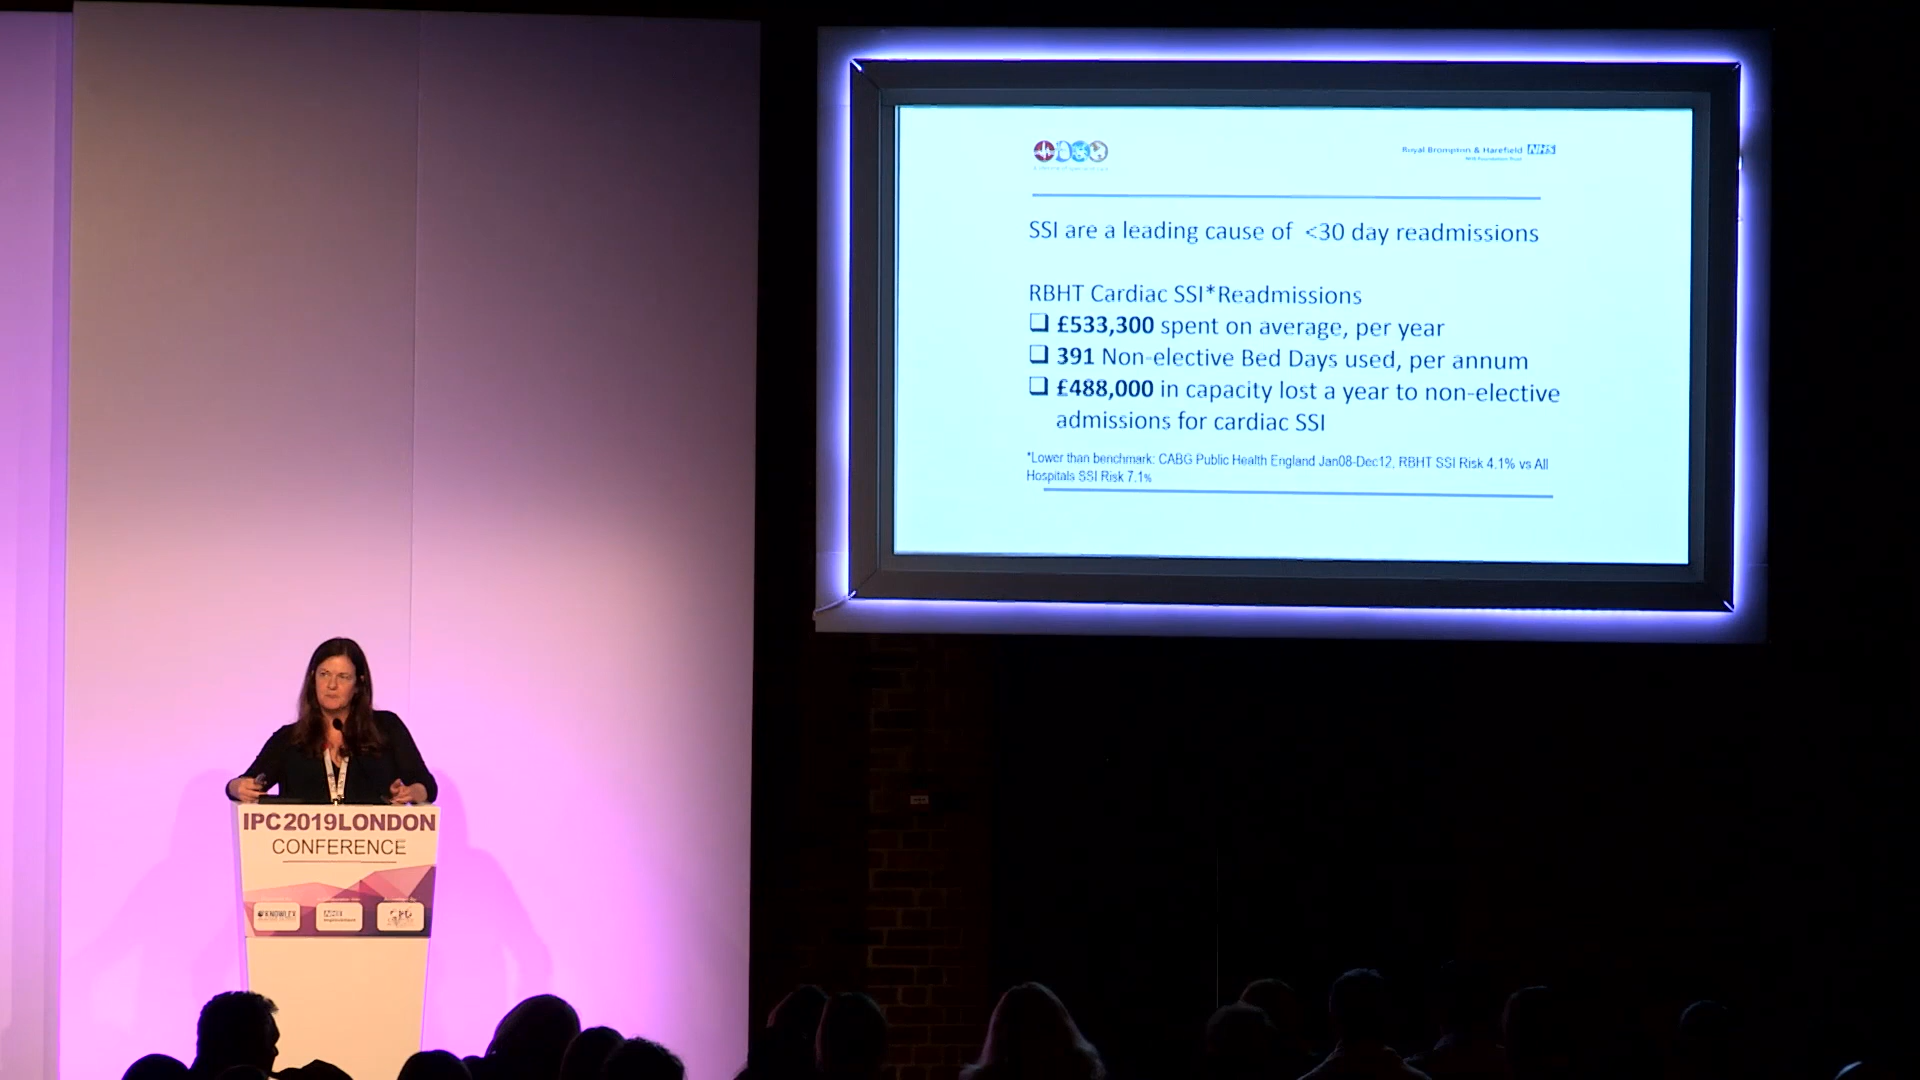 Royal Brompton & Harefield NHS
NHS Foundation Trust
SSI are a leading cause of <30 day readmissions
RBHT Cardiac SSI*Readmissions
£533,300 spent on average, per year
391 Non-elective Bed Days used, per annum
£488,000 in capacity lost a year to non-elective
admissions for cardiac SSI
*Lower than benchmark: CABG Public Health England Jan08-Dec12, RBHT SSI Risk 4.1% vs All
Hospitals SSI Risk 7.1%
IPC2019LONDON
CONFERENCE